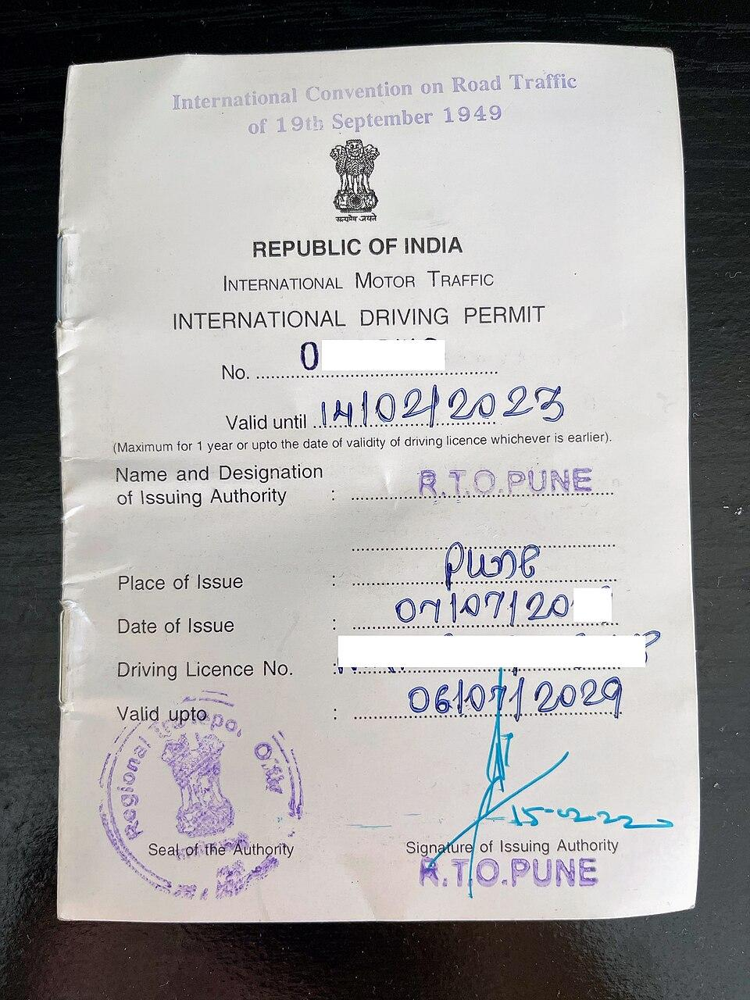 International Convention on Road Traffic
of 19th September 1949
सत्यमेव जयते
REPUBLIC OF INDIA
INTERNATIONAL MOTOR TRAFFIC
INTERNATIONAL DRIVING PERMIT
No. 0
Valid until 14/02/2023
(Maximum for 1 year or upto the date of validity of driving licence whichever is earlier).
Name and Designation
of Issuing Authority : R.T.O.PUNE
Place of Issue : Pune
Date of Issue : 07/07/20
Driving Licence No.
Valid upto : 06/07/2029
Regional
15-02-22
Seal of the Authority
Signature of Issuing Authority
R.T.O.PUNE